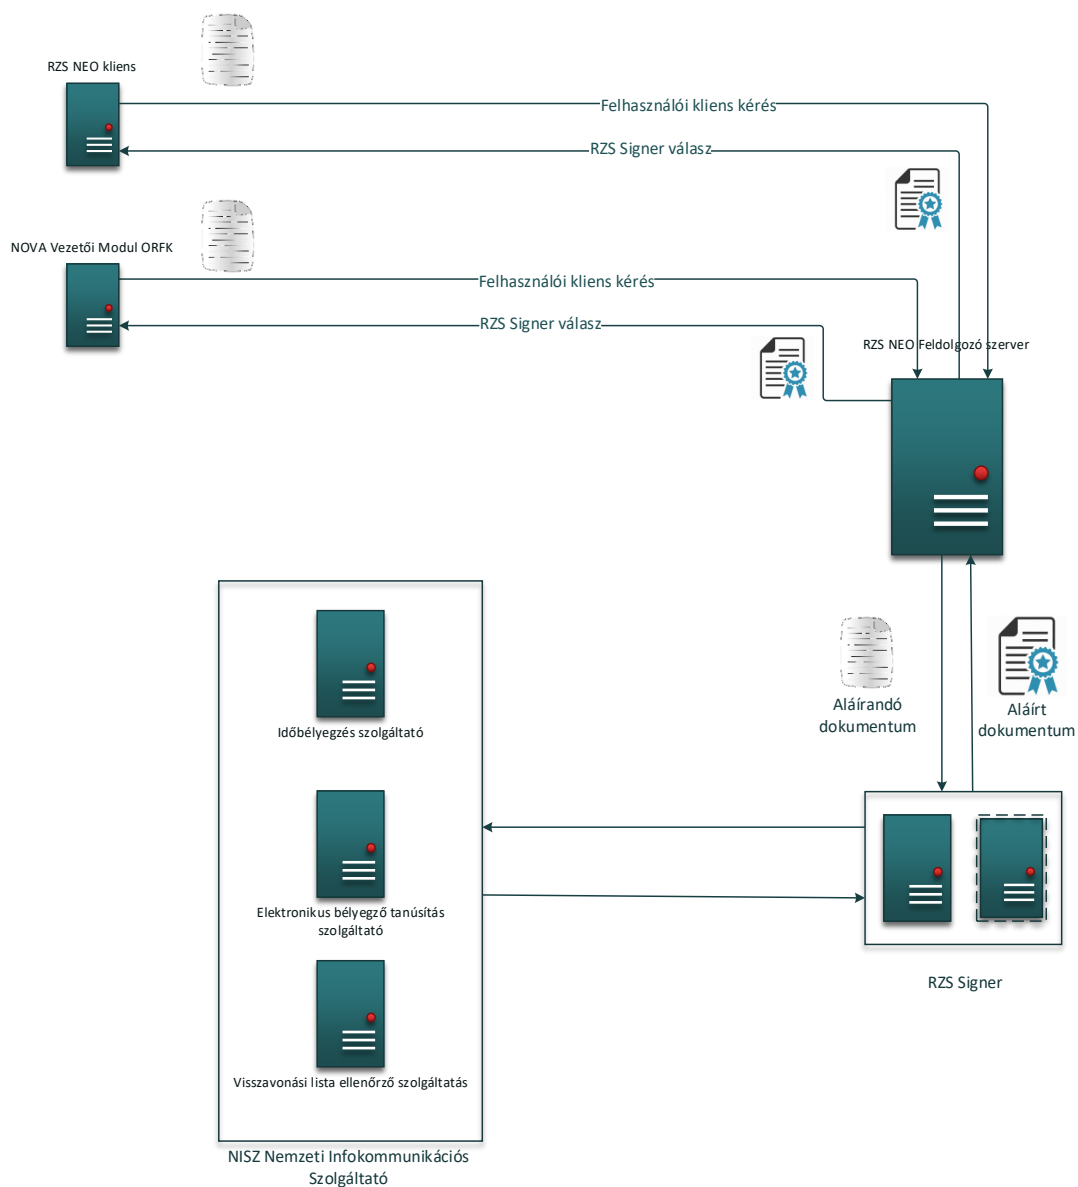 RZS NEO kliens
Felhasználói kliens kérés
RZS Signer válasz
NOVA Vezetői Modul ORFK
Felhasználói kliens kérés
RZS Signer válasz
RZS NEO Feldolgozó szerver
Aláírandó
dokumentum
Aláírt
dokumentum
Időbélyegzés szolgáltató
Elektronikus bélyegző tanúsítás
szolgáltató
Visszavonási lista ellenőrző szolgáltatás
RZS Signer
NISZ Nemzeti Infokommunikációs
Szolgáltató